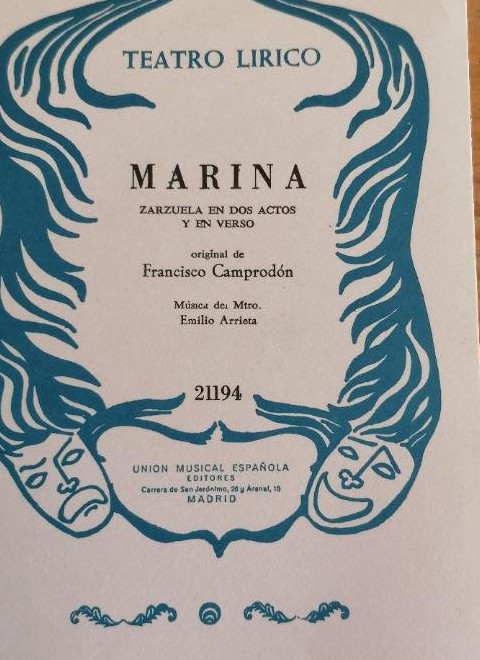 TEATRO LIRICO
MARINA
ZARZUELA EN DOS ACTOS
Y EN VERSO
original de
Francisco Camprodón
Música del Mtro.
Emilio Arrieta
21194
UNION MUSICAL ESPAÑOLA
EDITORES
Carrera de San Jerónimo, 26 y Arenal, 18
MADRID